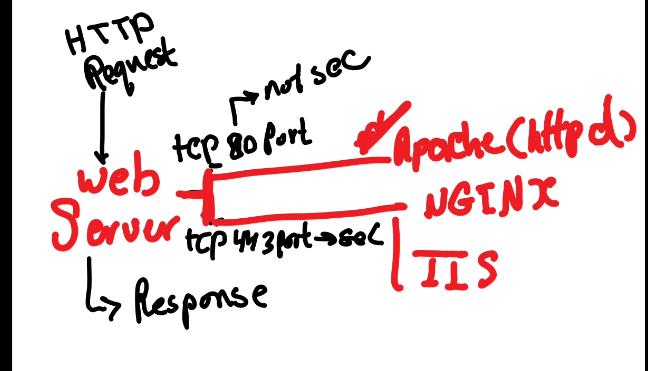 HTTP
Request
not sec
tcp 80 port
Apache (httpd)
Web
Server
NGINX
tcp 443 port → sec
IIS
Response